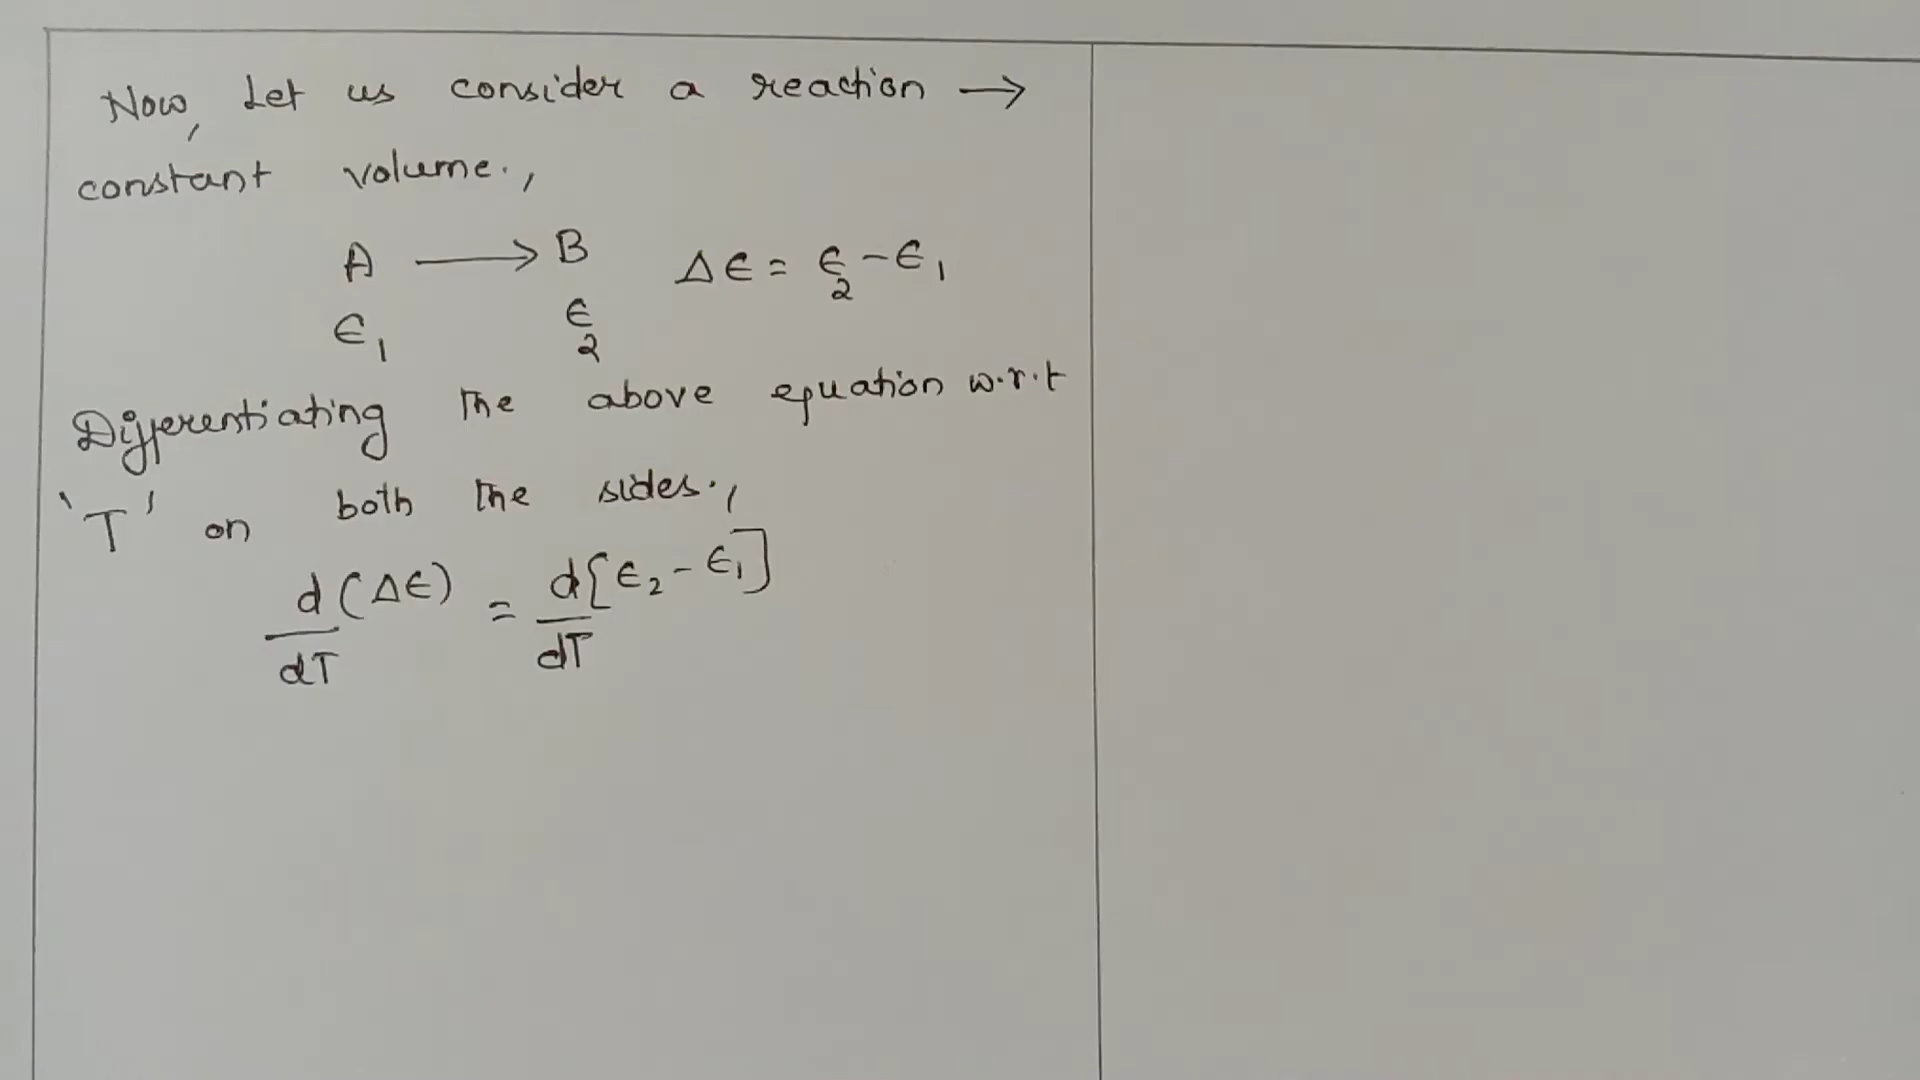 Now, Let us consider a reaction →
constant volume.,
A ⟶ B ΔE = E₂ - E₁
E₁ E₂
Differentiating the above equation w.r.t
'T' on both the sides.,
d(ΔE)/dT = d[E₂ - E₁]/dT